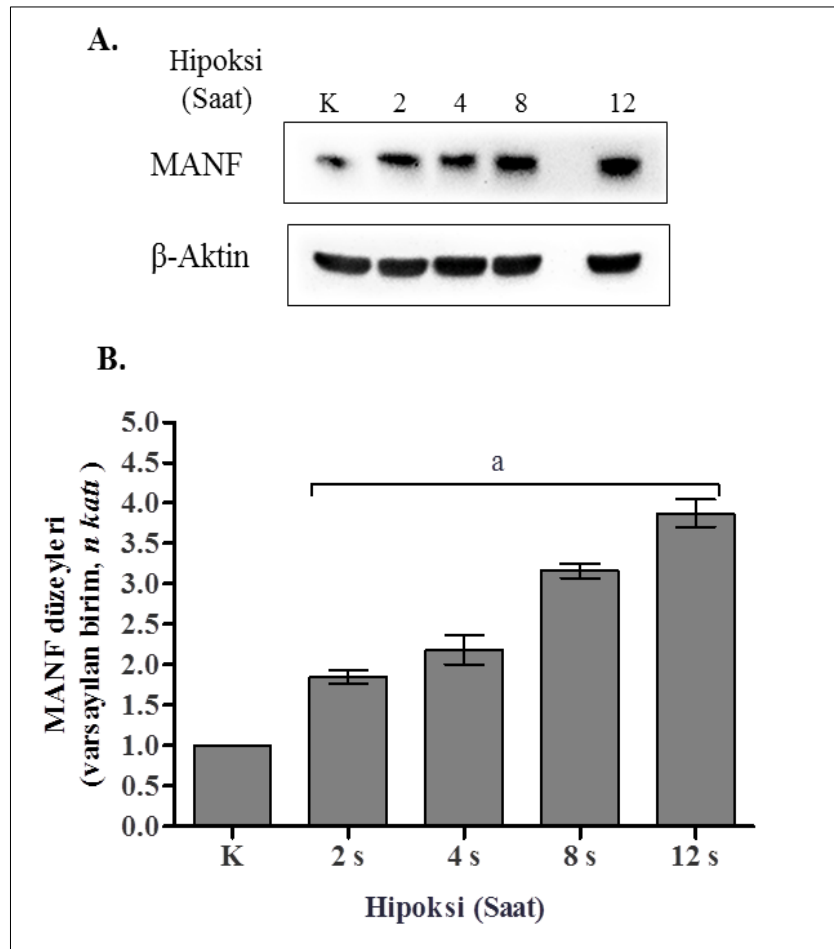 A.
Hipoksi
(Saat)
K 2 4 8 12
MANF
β-Aktin
B.
MANF düzeyleri
(varsayılan birim, n katı )
5.0
4.5
4.0
3.5
3.0
2.5
2.0
1.5
1.0
0.5
0.0
a
K 2 s 4 s 8 s 12 s
Hipoksi (Saat)